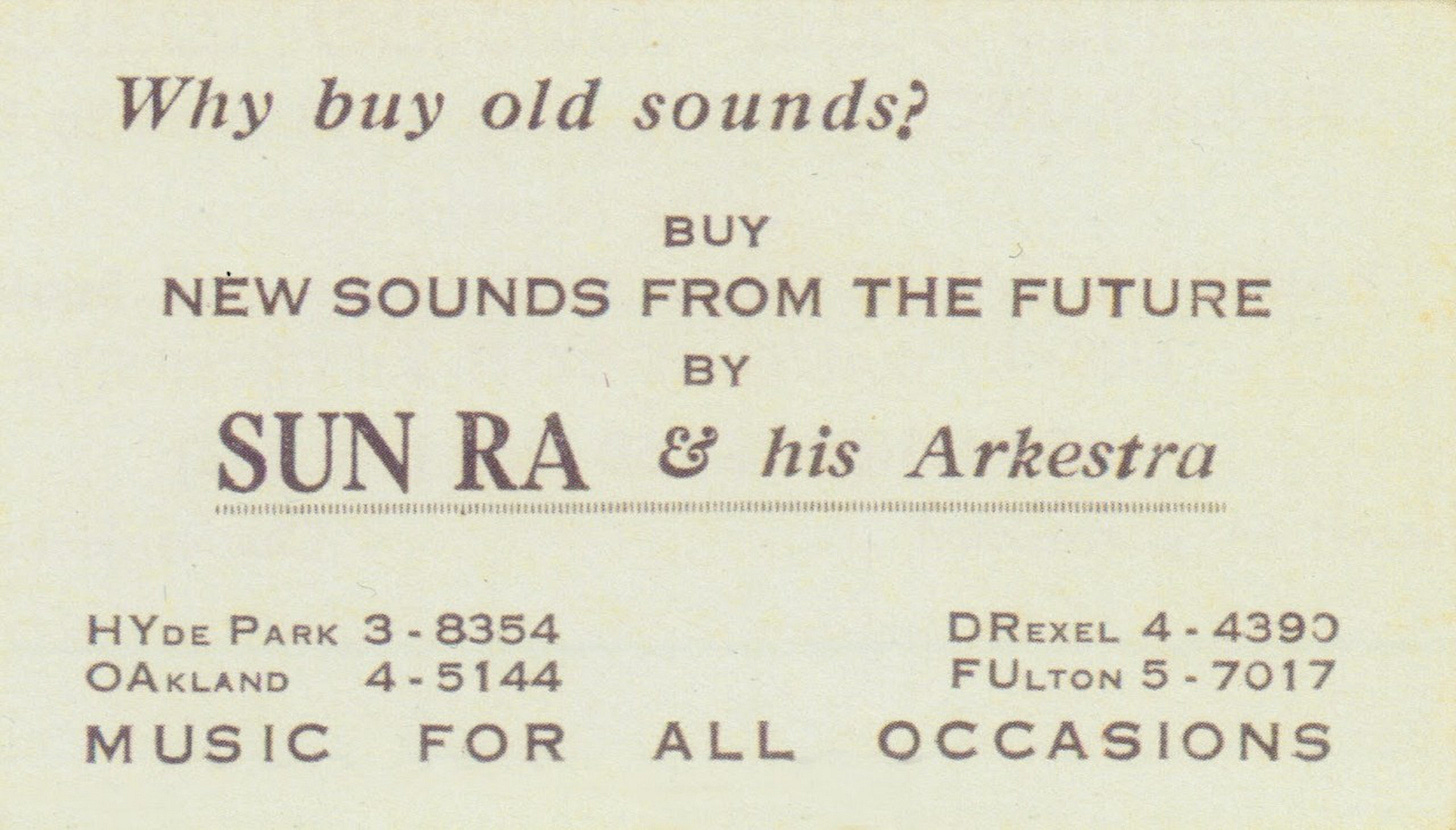 Why buy old sounds?
BUY
NEW SOUNDS FROM THE FUTURE
BY
SUN RA & his Arkestra
HYDE PARK 3-8354
DREXEL 4-4390
OAKLAND 4-5144
FULTON 5-7017
MUSIC FOR ALL OCCASIONS